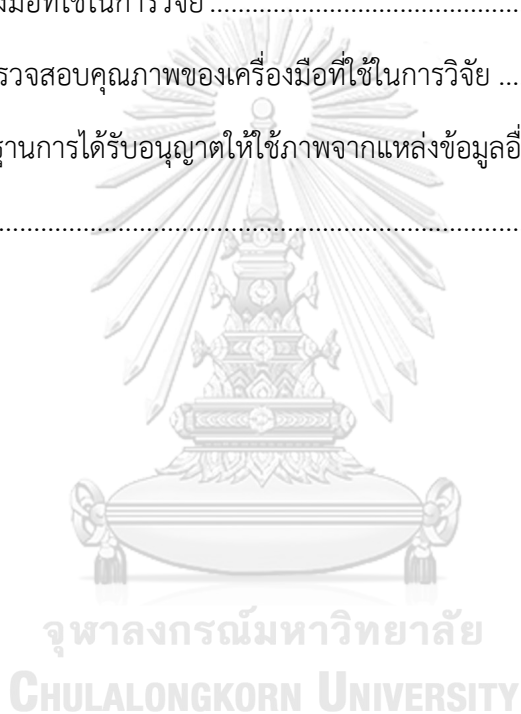 งมือที่ใช้ในการวิจัย ............................................
รวจสอบคุณภาพของเครื่องมือที่ใช้ในการวิจัย ...
ฐานการได้รับอนุญาตให้ใช้ภาพจากแหล่งข้อมูลอื่
................................................................................
จุฬาลงกรณ์มหาวิทยาลัย
CHULALONGKORN UNIVERSITY